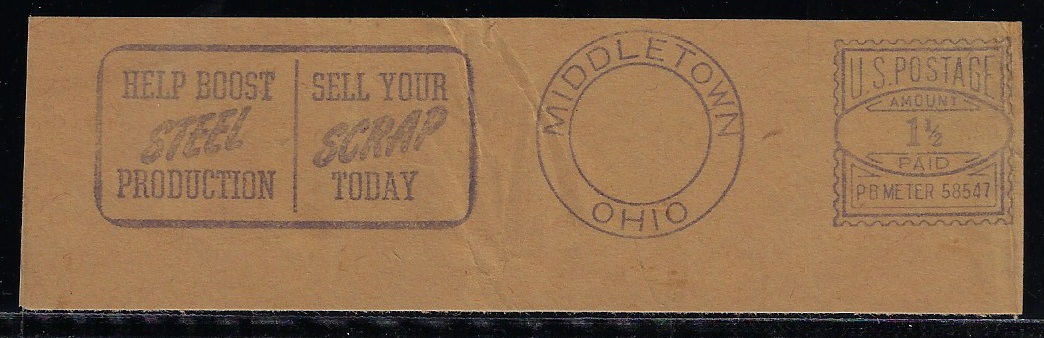 HELP BOOST
STEEL
PRODUCTION
SELL YOUR
SCRAP
TODAY
MIDDLETOWN
OHIO
U.S. POSTAGE
AMOUNT
1½
PAID
PB METER 58547